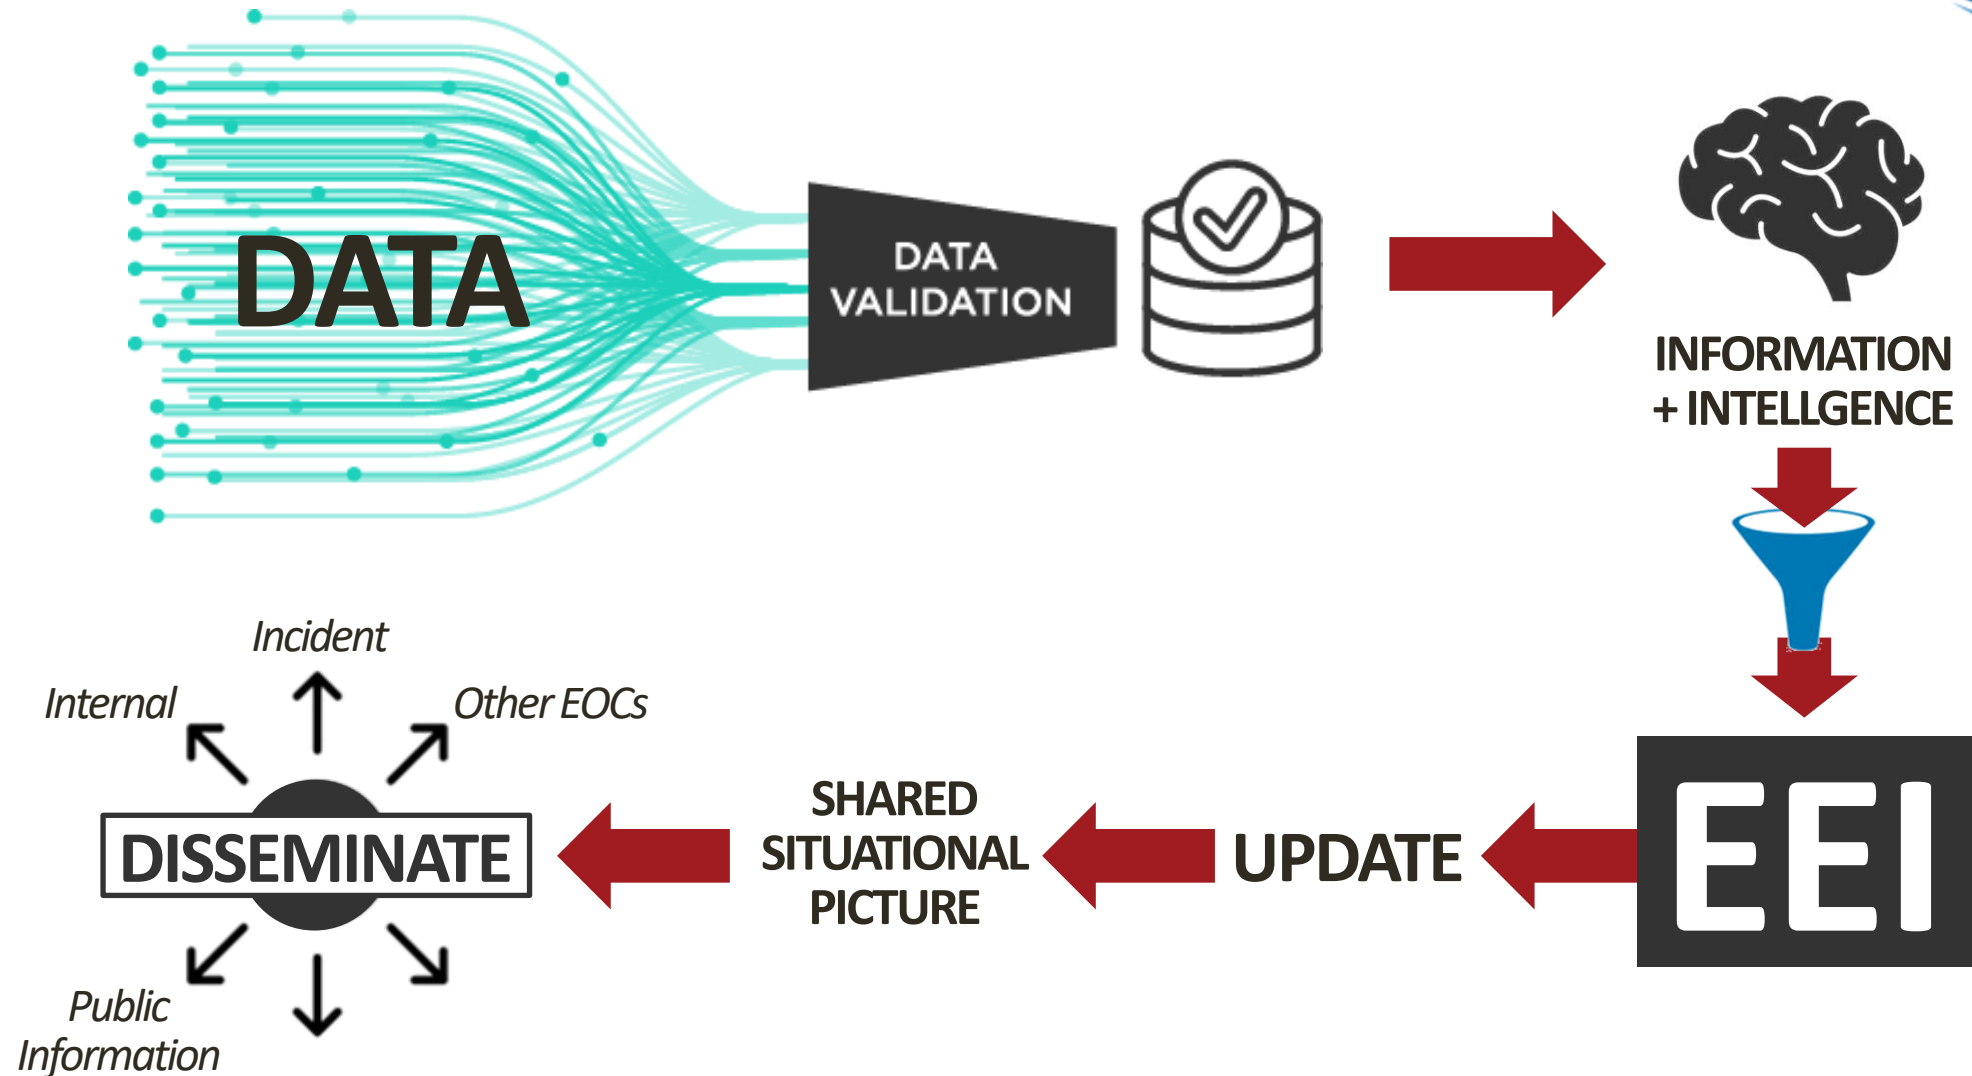 DATA
DATA
VALIDATION
INFORMATION
+ INTELLGENCE
EEI
UPDATE
SHARED
SITUATIONAL
PICTURE
DISSEMINATE
Incident
Internal
Other EOCs
Public
Information